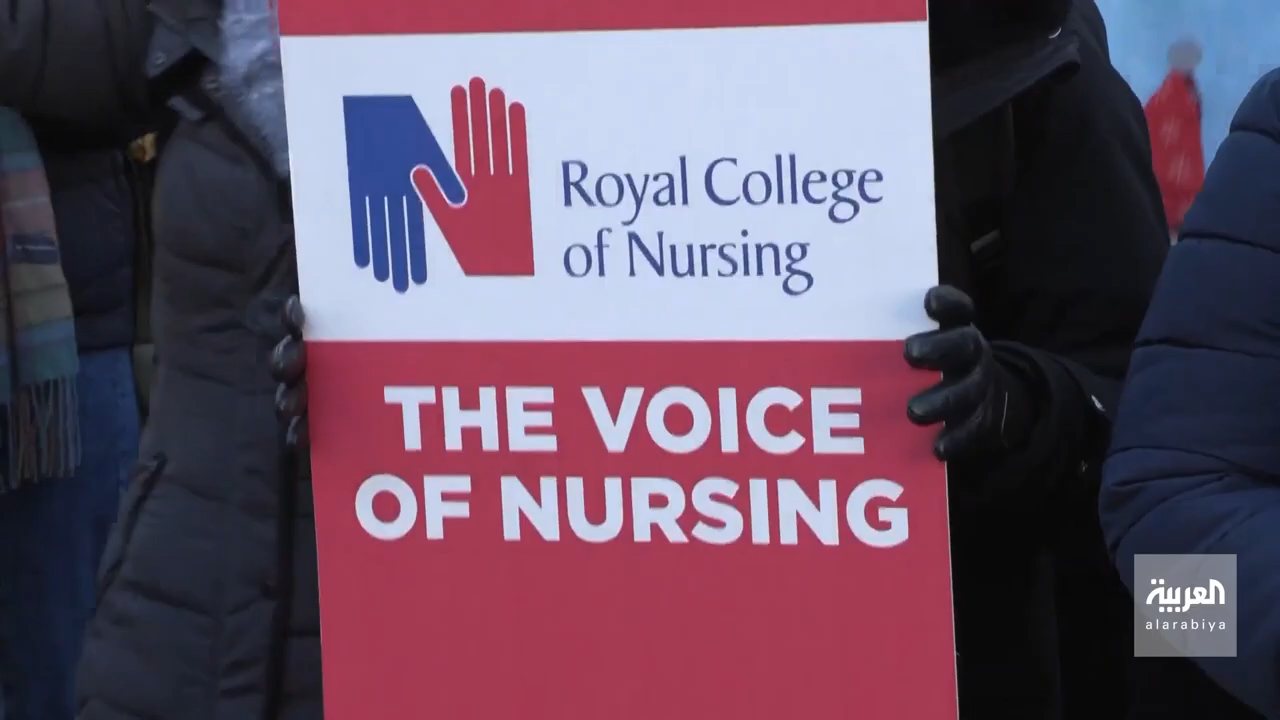 Royal College
of Nursing
THE VOICE
OF NURSING
العربية
alarabiya